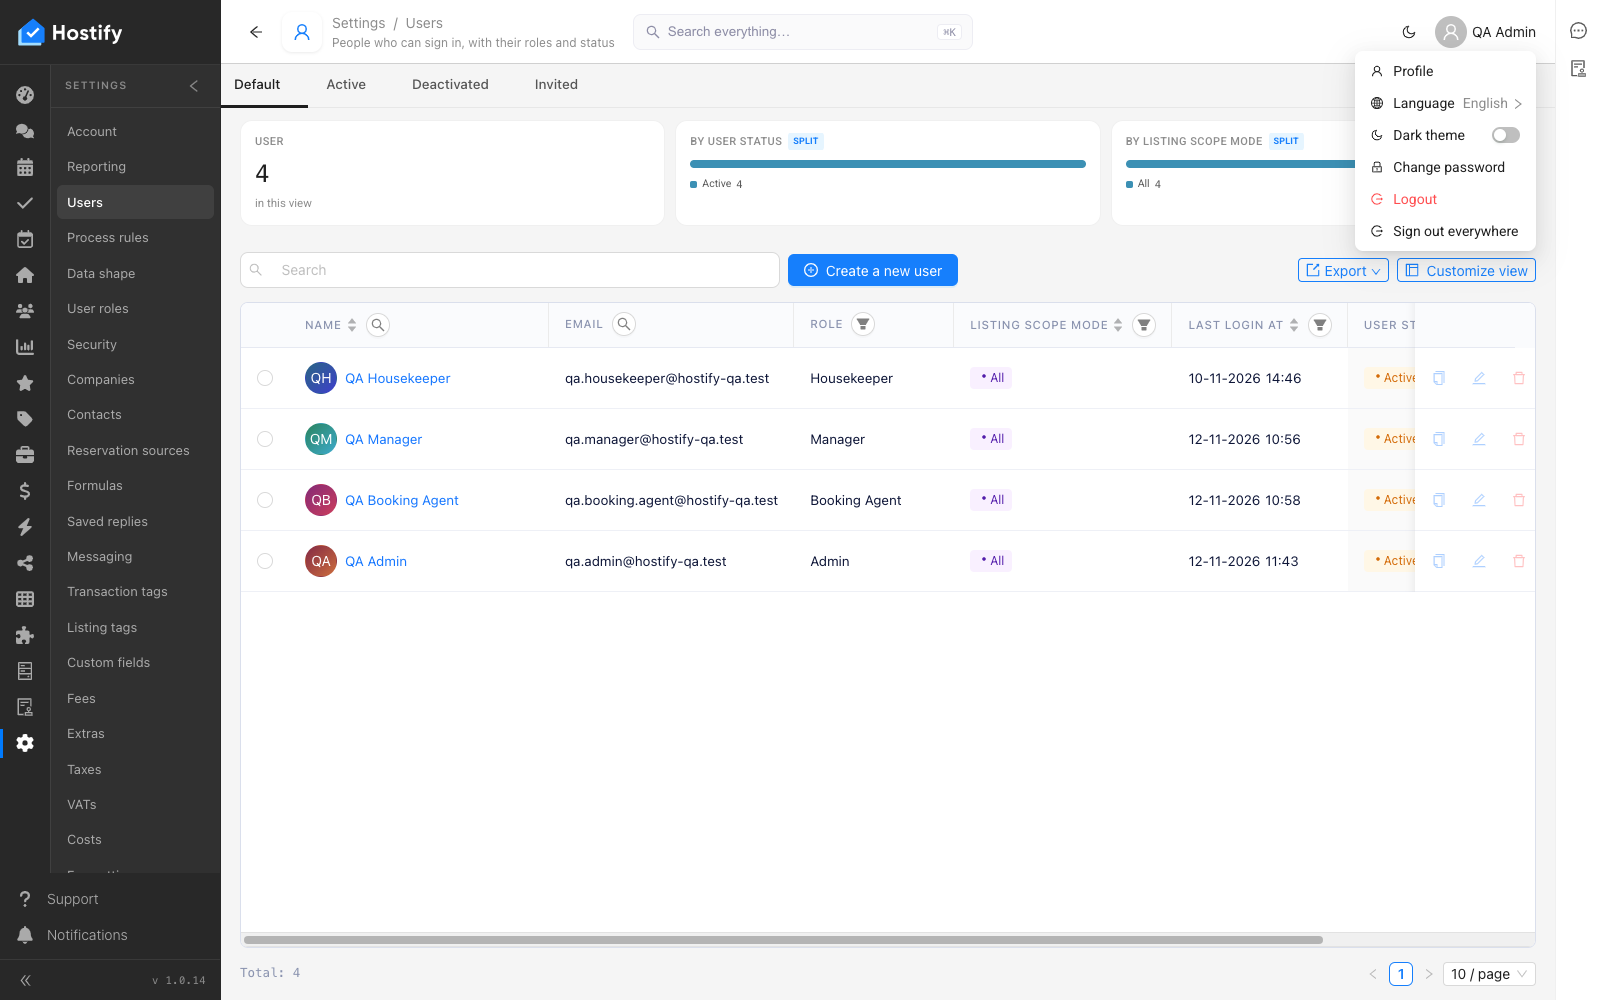 Hostify
Settings / Users
People who can sign in, with their roles and status
Search everything...
⌘K
QA Admin
Profile
Language English
Dark theme
Change password
Logout
Sign out everywhere
SETTINGS
Account
Reporting
Users
Process rules
Data shape
User roles
Security
Companies
Contacts
Reservation sources
Formulas
Saved replies
Messaging
Transaction tags
Listing tags
Custom fields
Fees
Extras
Taxes
VATs
Costs
Support
Notifications
v 1.0.14
Default Active Deactivated Invited
USER
4
in this view
BY USER STATUS SPLIT
Active 4
BY LISTING SCOPE MODE SPLIT
All 4
Search
Create a new user
Export
Customize view
NAME EMAIL ROLE LISTING SCOPE MODE LAST LOGIN AT USER ST
QH QA Housekeeper qa.housekeeper@hostify-qa.test Housekeeper All 10-11-2026 14:46 Active
QM QA Manager qa.manager@hostify-qa.test Manager All 12-11-2026 10:56 Active
QB QA Booking Agent qa.booking.agent@hostify-qa.test Booking Agent All 12-11-2026 10:58 Active
QA QA Admin qa.admin@hostify-qa.test Admin All 12-11-2026 11:43 Active
Total: 4
1
10 / page